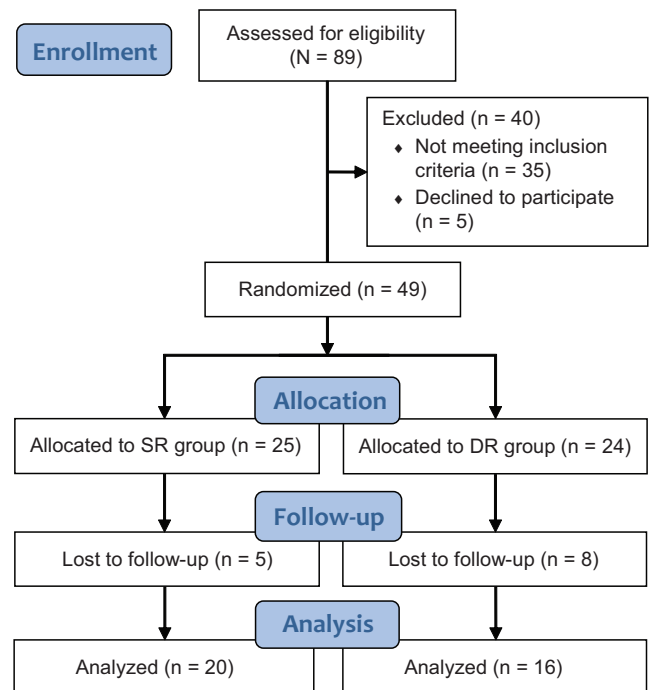 Enrollment
Assessed for eligibility
(N = 89)
Excluded (n = 40)
♦ Not meeting inclusion
criteria (n = 35)
♦ Declined to participate
(n = 5)
Randomized (n = 49)
Allocation
Allocated to SR group (n = 25)
Allocated to DR group (n = 24)
Follow-up
Lost to follow-up (n = 5)
Lost to follow-up (n = 8)
Analysis
Analyzed (n = 20)
Analyzed (n = 16)